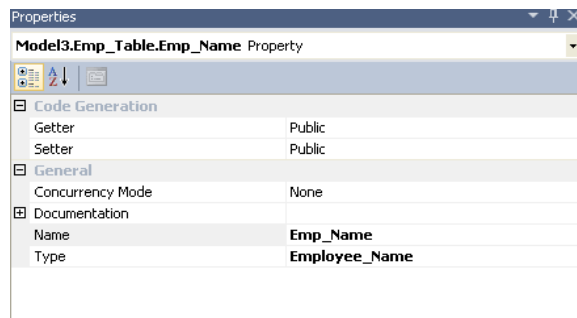 Properties
Model3.Emp_Table.Emp_Name Property
Code Generation
Getter Public
Setter Public
General
Concurrency Mode None
Documentation
Name Emp_Name
Type Employee_Name